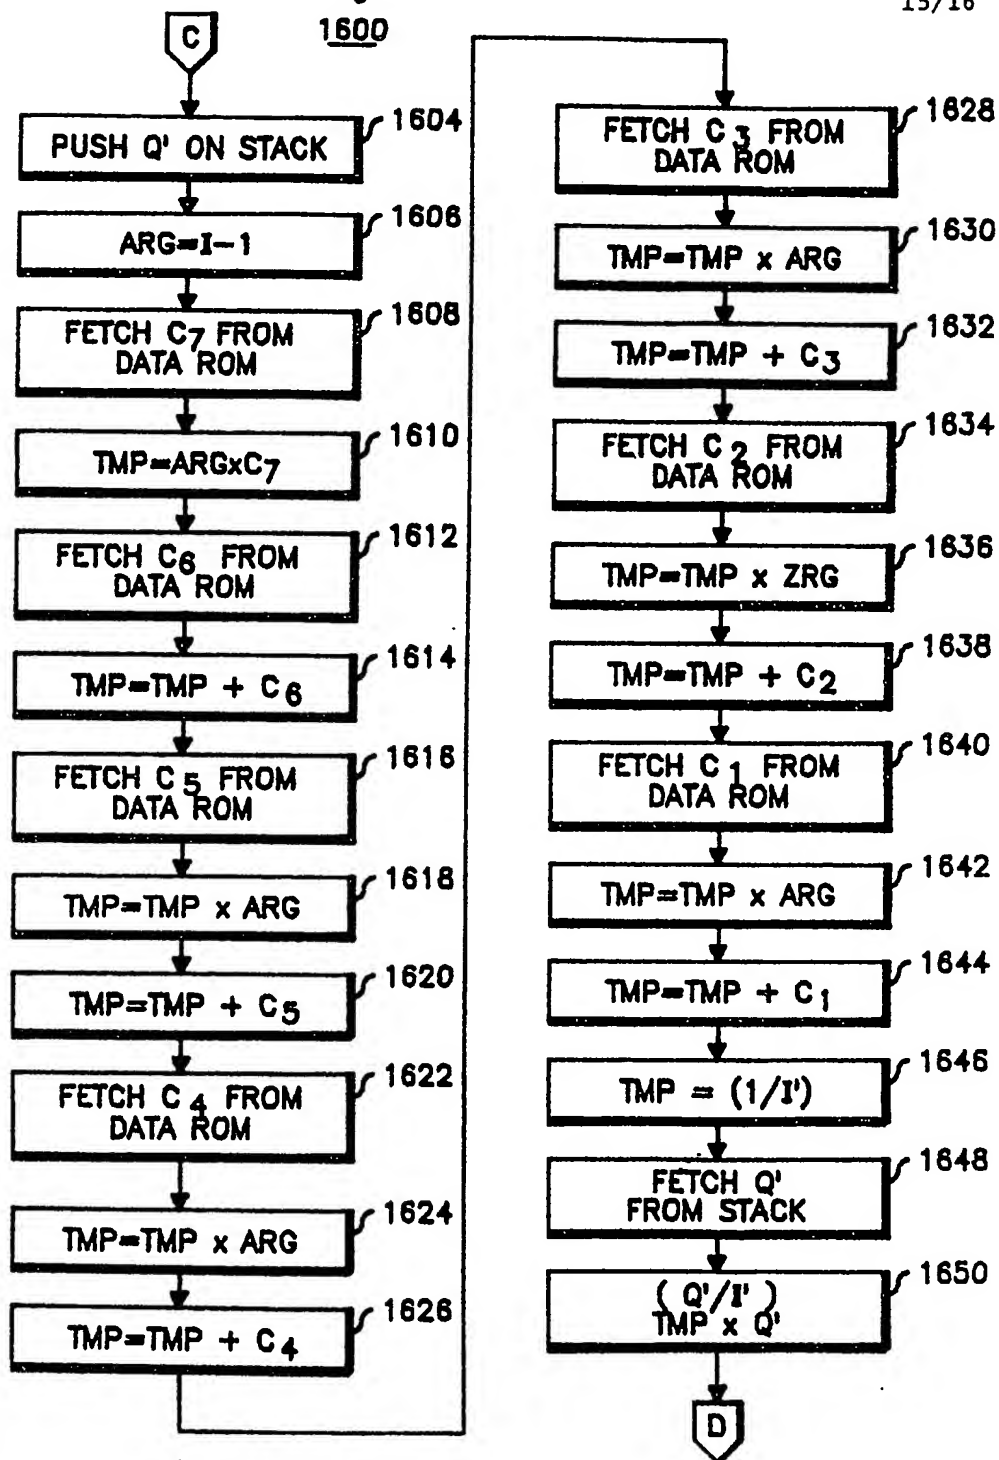 15/16
1600
C
PUSH Q' ON STACK
1604
ARG=I-1
1606
FETCH C7 FROM
DATA ROM
1608
TMP=ARGxC7
1610
FETCH C6 FROM
DATA ROM
1612
TMP=TMP + C6
1614
FETCH C5 FROM
DATA ROM
1616
TMP=TMP x ARG
1618
TMP=TMP + C5
1620
FETCH C4 FROM
DATA ROM
1622
TMP=TMP x ARG
1624
TMP=TMP + C4
1626
FETCH C3 FROM
DATA ROM
1628
TMP=TMP x ARG
1630
TMP=TMP + C3
1632
FETCH C2 FROM
DATA ROM
1634
TMP=TMP x ZRG
1636
TMP=TMP + C2
1638
FETCH C1 FROM
DATA ROM
1640
TMP=TMP x ARG
1642
TMP=TMP + C1
1644
TMP = (1/I')
1646
FETCH Q'
FROM STACK
1648
( Q'/I' )
TMP x Q'
1650
D